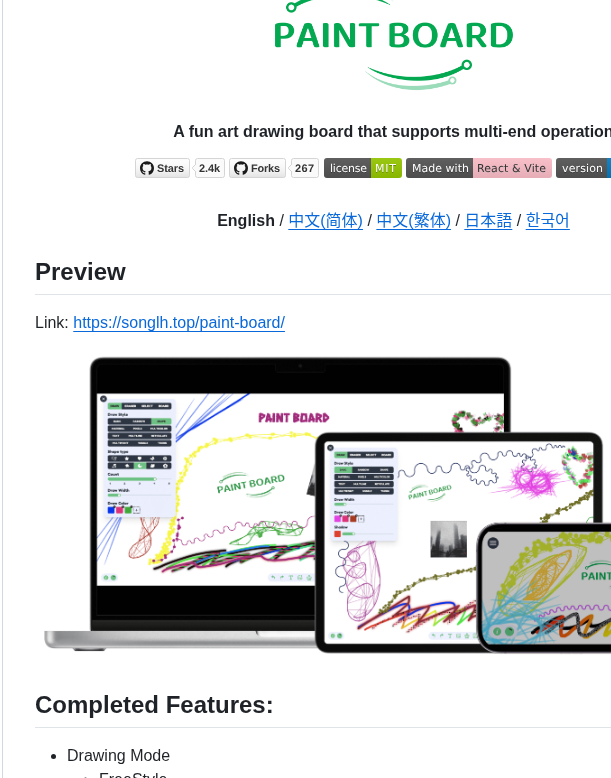 PAINT BOARD
A fun art drawing board that supports multi-end operation
Stars 2.4k Forks 267 license MIT Made with React & Vite version
English / 中文(简体) / 中文(繁体) / 日本語 / 한국어
Preview
Link: https://songlh.top/paint-board/
PAINT BOARD
PAINT BOARD
PAINT BOARD
PAINT
Completed Features:
Drawing Mode
FreeStyle